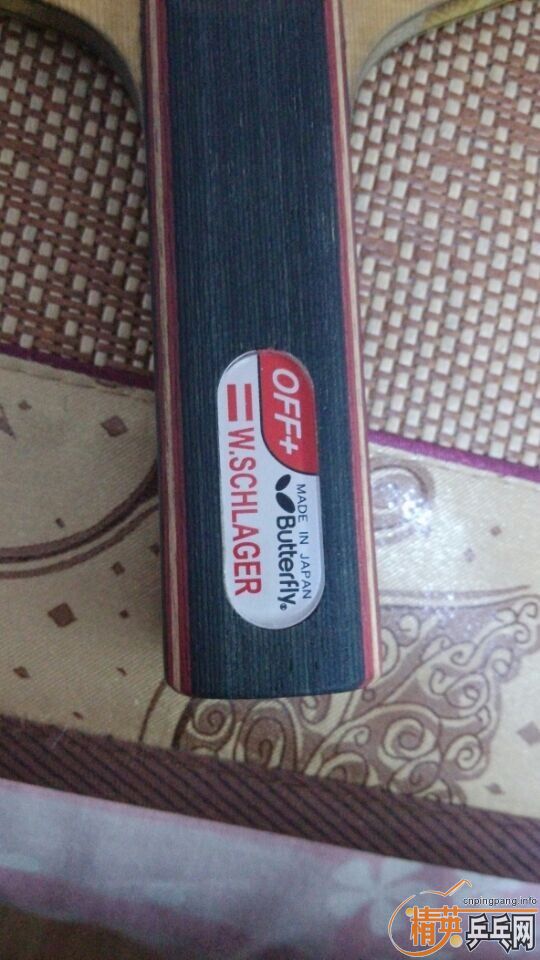 OFF+
MADE IN JAPAN
Butterfly®
W.SCHLAGER
cnpingpang.info
精英乒乓网